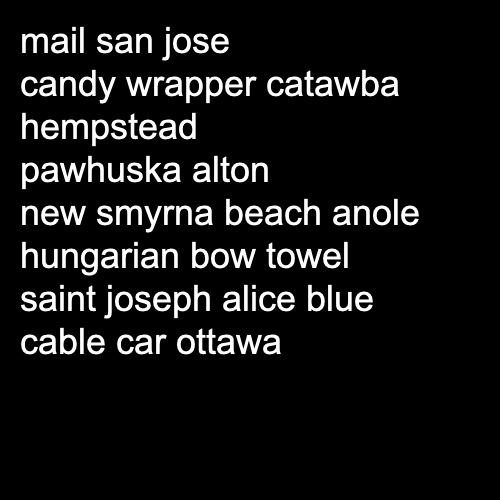 mail san jose
candy wrapper catawba
hempstead
pawhuska alton
new smyrna beach anole
hungarian bow towel
saint joseph alice blue
cable car ottawa